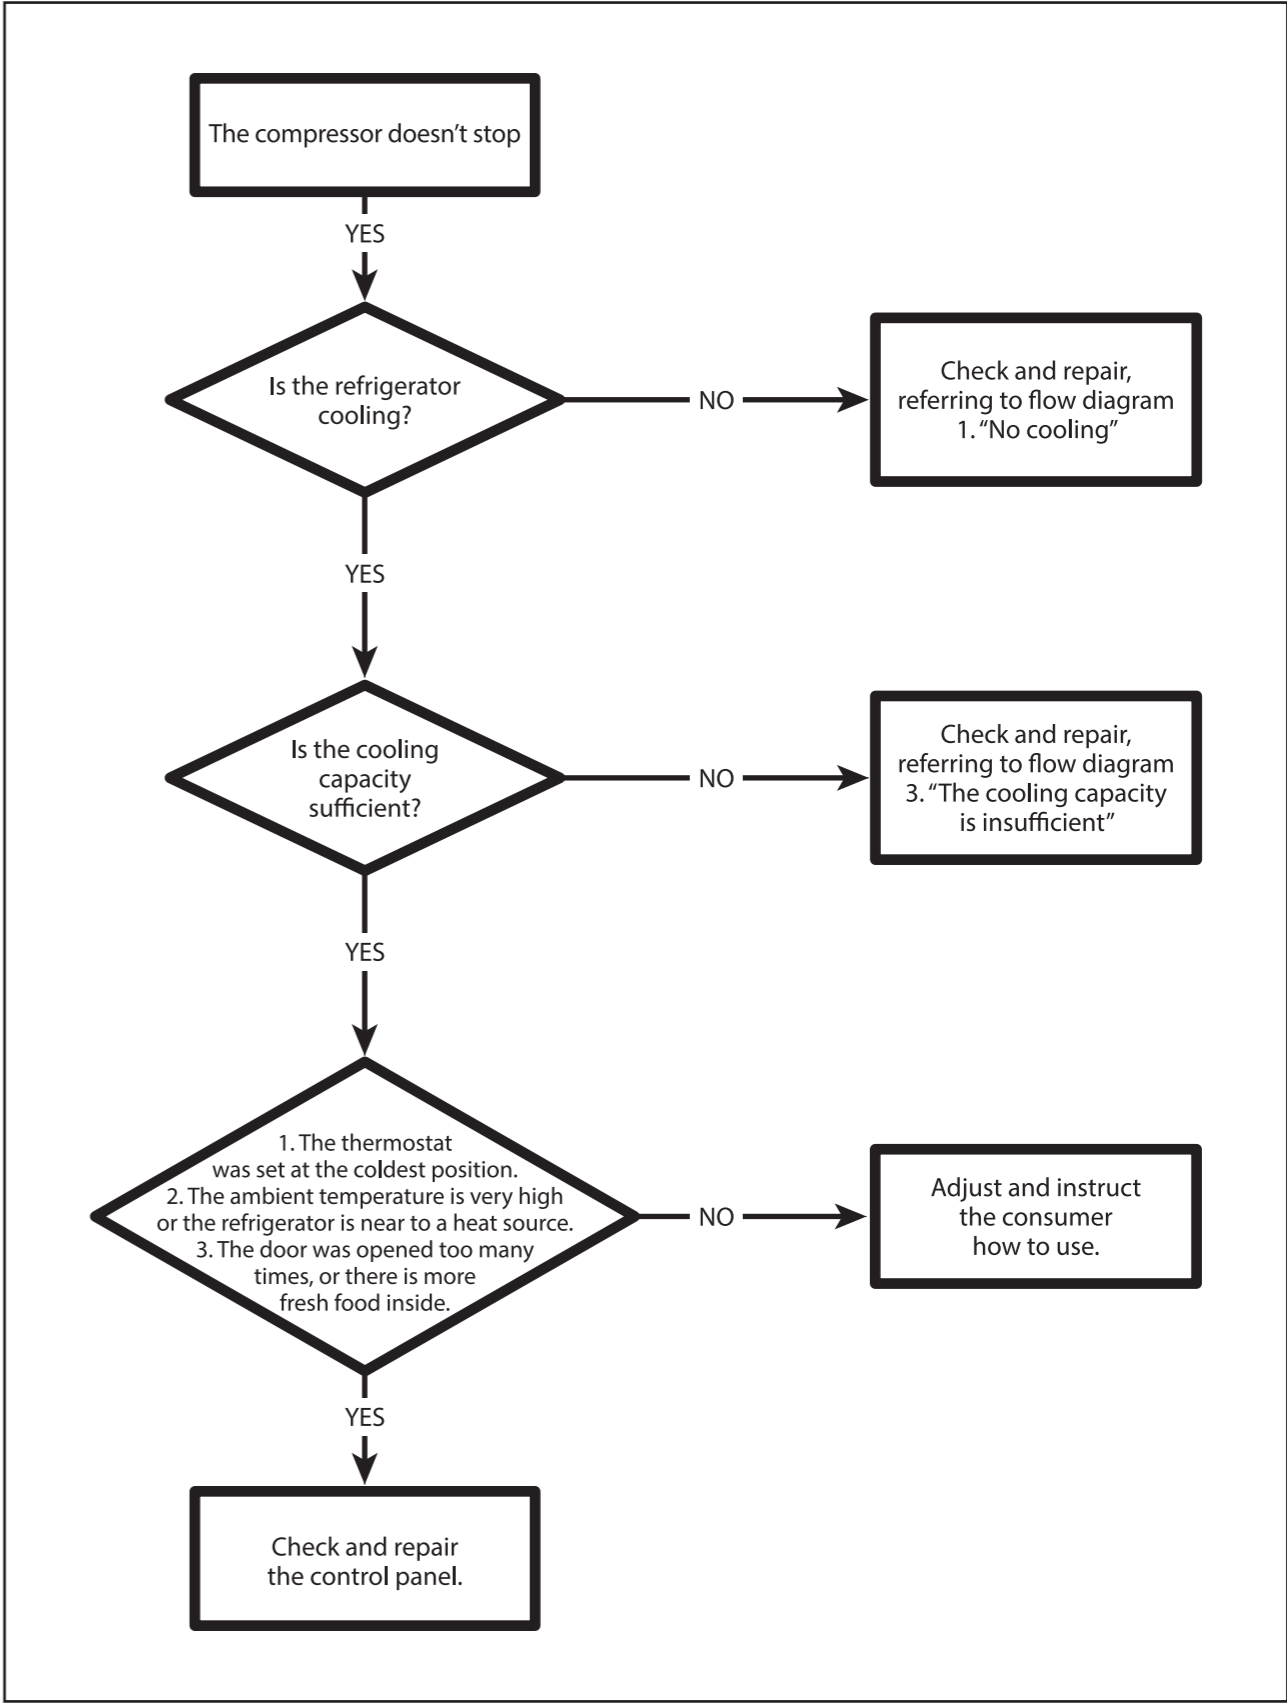 The compressor doesn't stop
YES
Is the refrigerator
cooling?
NO
Check and repair,
referring to flow diagram
1. “No cooling”
YES
Is the cooling
capacity
sufficient?
NO
Check and repair,
referring to flow diagram
3. “The cooling capacity
is insufficient”
YES
1. The thermostat
was set at the coldest position.
2. The ambient temperature is very high
or the refrigerator is near to a heat source.
3. The door was opened too many
times, or there is more
fresh food inside.
NO
Adjust and instruct
the consumer
how to use.
YES
Check and repair
the control panel.